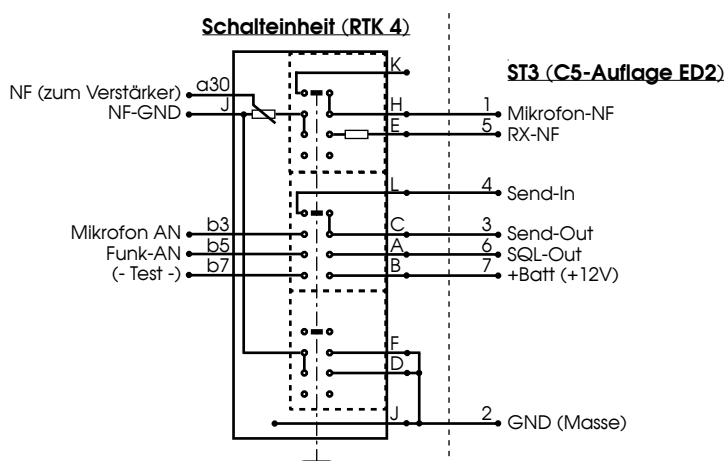 Schalteinheit (RTK 4)
ST3 (C5-Auflage ED2)
K
NF (zum Verstärker) a30
NF-GND J
H 1 Mikrofon-NF
E 5 RX-NF
L 4 Send-In
Mikrofon AN b3
C 3 Send-Out
Funk-AN b5
A 6 SQL-Out
(- Test -) b7
B 7 +Batt (+12V)
F
D
J 2 GND (Masse)